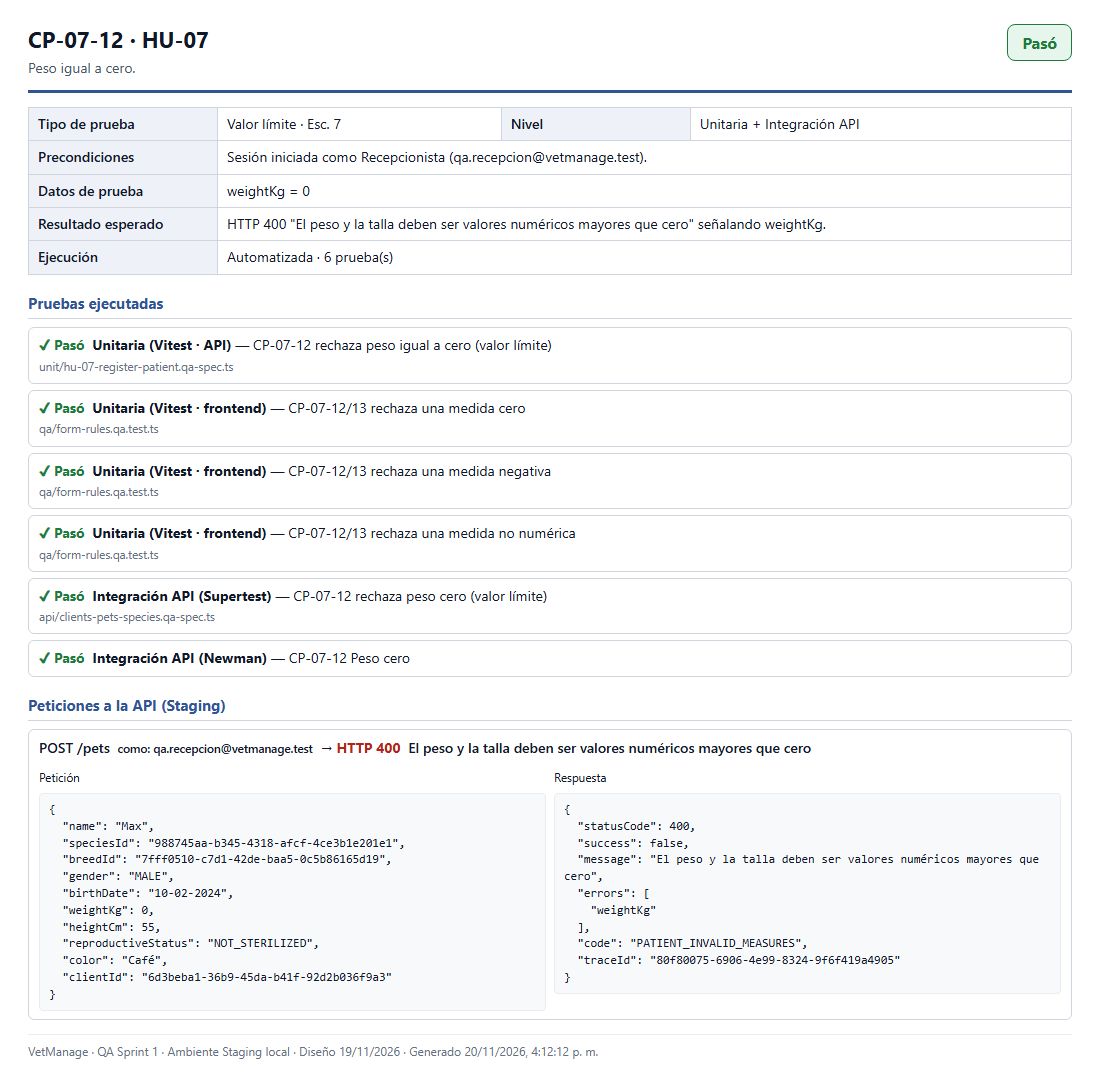 CP-07-12 · HU-07
Pasó
Peso igual a cero.
Tipo de prueba
Valor límite · Esc. 7
Nivel
Unitaria + Integración API
Precondiciones
Sesión iniciada como Recepcionista (qa.recepcion@vetmanage.test).
Datos de prueba
weightKg = 0
Resultado esperado
HTTP 400 "El peso y la talla deben ser valores numéricos mayores que cero" señalando weightKg.
Ejecución
Automatizada · 6 prueba(s)
Pruebas ejecutadas
✓ Pasó Unitaria (Vitest · API) — CP-07-12 rechaza peso igual a cero (valor límite)
unit/hu-07-register-patient.qa-spec.ts
✓ Pasó Unitaria (Vitest · frontend) — CP-07-12/13 rechaza una medida cero
qa/form-rules.qa.test.ts
✓ Pasó Unitaria (Vitest · frontend) — CP-07-12/13 rechaza una medida negativa
qa/form-rules.qa.test.ts
✓ Pasó Unitaria (Vitest · frontend) — CP-07-12/13 rechaza una medida no numérica
qa/form-rules.qa.test.ts
✓ Pasó Integración API (Supertest) — CP-07-12 rechaza peso cero (valor límite)
api/clients-pets-species.qa-spec.ts
✓ Pasó Integración API (Newman) — CP-07-12 Peso cero
Peticiones a la API (Staging)
POST /pets como: qa.recepcion@vetmanage.test → HTTP 400 El peso y la talla deben ser valores numéricos mayores que cero
Petición
{
"name": "Max",
"speciesId": "988745aa-b345-4318-afcf-4ce3b1e201e1",
"breedId": "7fff0510-c7d1-42de-baa5-0c5b86165d19",
"gender": "MALE",
"birthDate": "10-02-2024",
"weightKg": 0,
"heightCm": 55,
"reproductiveStatus": "NOT_STERILIZED",
"color": "Café",
"clientId": "6d3beba1-36b9-45da-b41f-92d2b036f9a3"
}
Respuesta
{
"statusCode": 400,
"success": false,
"message": "El peso y la talla deben ser valores numéricos mayores que
cero",
"errors": [
"weightKg"
],
"code": "PATIENT_INVALID_MEASURES",
"traceId": "80f80075-6906-4e99-8324-9f6f419a4905"
}
VetManage · QA Sprint 1 · Ambiente Staging local · Diseño 19/11/2026 · Generado 20/11/2026, 4:12:12 p. m.